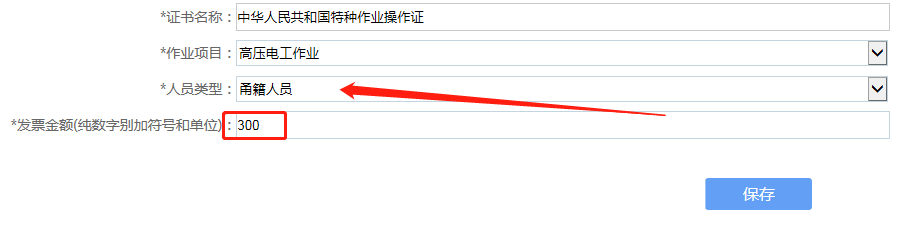 *证书名称：中华人民共和国特种作业操作证
*作业项目：高压电工作业
*人员类型：甬籍人员
*发票金额(纯数字别加符号和单位)：300
保存